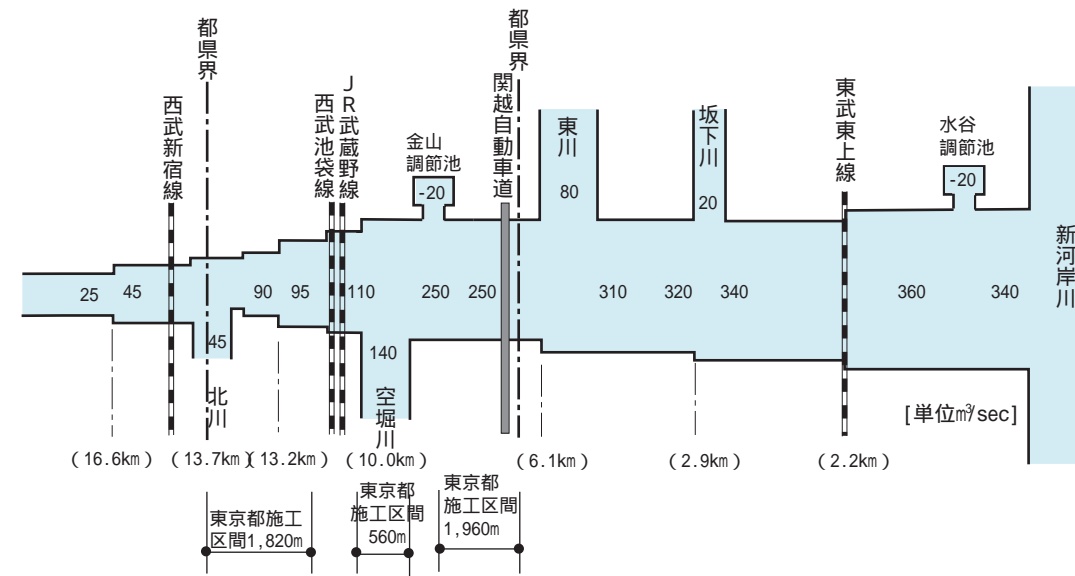 都県界
都県界
西武新宿線
西武池袋線
JR武蔵野線
金山
調節池
-20
関越自動車道
東川
80
坂下川
20
東武東上線
水谷
調節池
-20
新河岸川
25
45
90
95
110
250
250
310
320
340
360
340
45
北川
140
空堀川
[単位m³/sec]
(16.6km)
(13.7km)
(13.2km)
(10.0km)
(6.1km)
(2.9km)
(2.2km)
東京都施工
区間1,820m
東京都
施工区間
560m
東京都
施工区間
1,960m